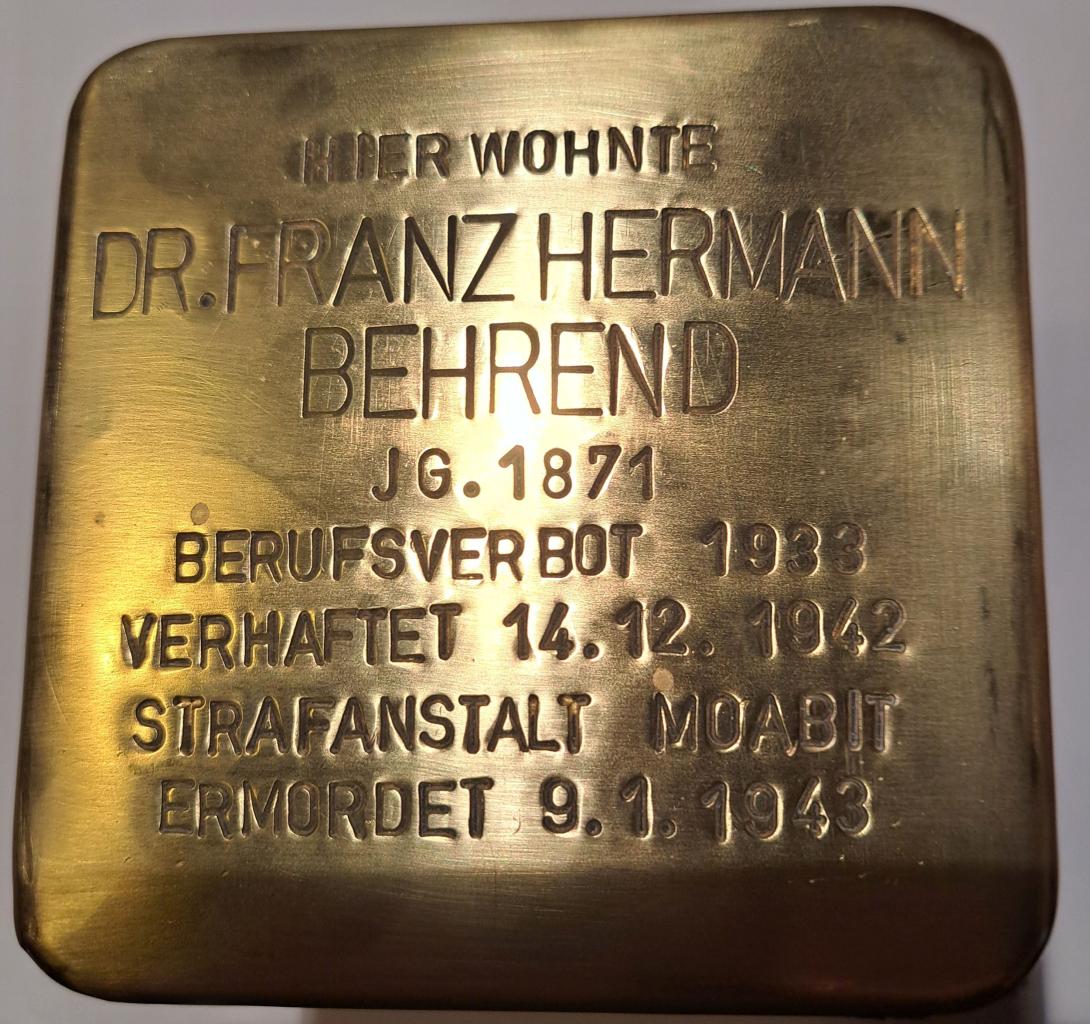 HIER WOHNTE
DR. FRANZ HERMANN
BEHREND
JG. 1871
BERUFSVERBOT 1933
VERHAFTET 14.12. 1942
STRAFANSTALT MOABIT
ERMORDET 9.1.1943